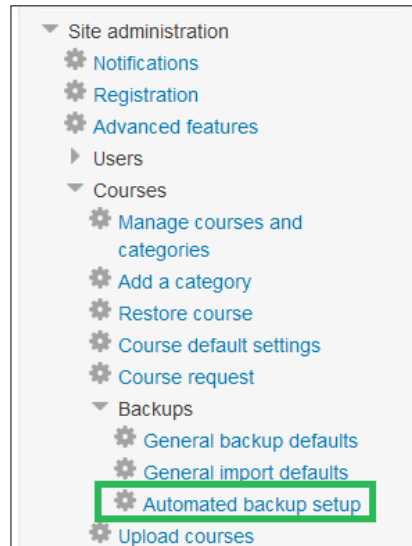 Site administration
Notifications
Registration
Advanced features
Users
Courses
Manage courses and
categories
Add a category
Restore course
Course default settings
Course request
Backups
General backup defaults
General import defaults
Automated backup setup
Upload courses